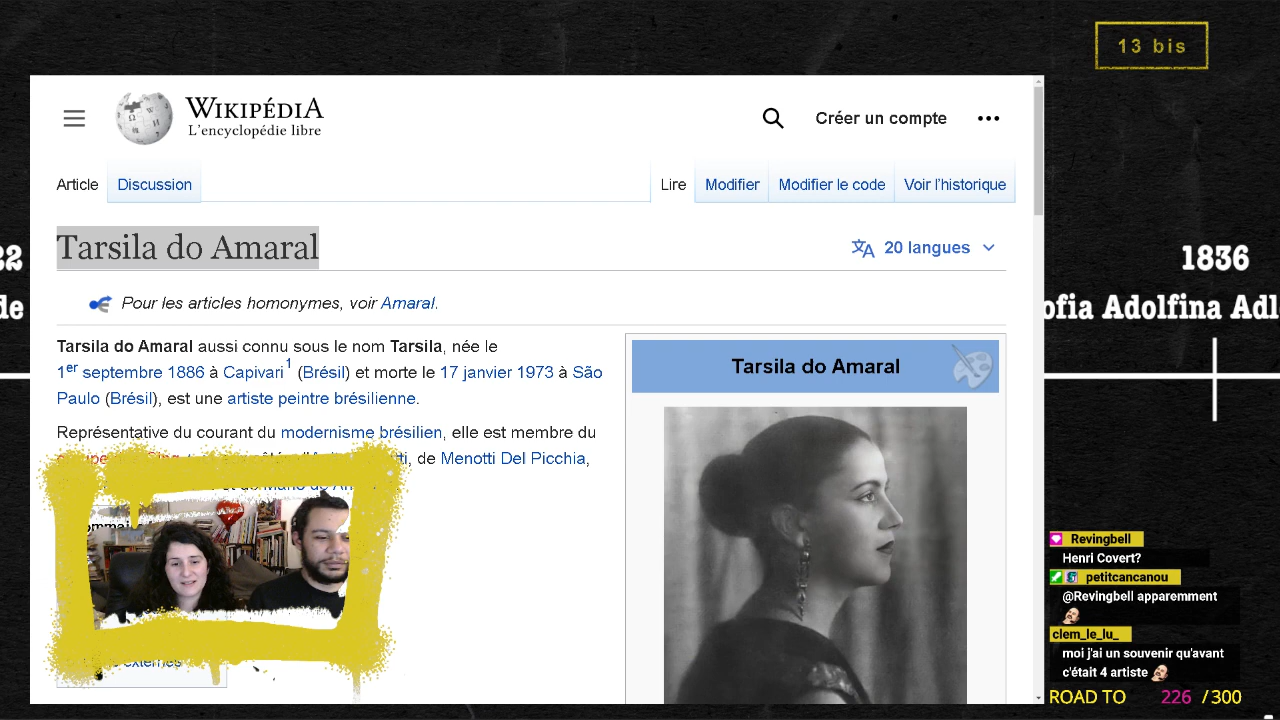 13 bis
WIKIPÉDIA
L'encyclopédie libre
Créer un compte
Article
Discussion
Lire
Modifier
Modifier le code
Voir l'historique
Tarsila do Amaral
20 langues
Pour les articles homonymes, voir Amaral.
Tarsila do Amaral aussi connu sous le nom Tarsila, née le
1er septembre 1886 à Capivari1 (Brésil) et morte le 17 janvier 1973 à São
Paulo (Brésil), est une artiste peintre brésilienne.
Représentative du courant du modernisme brésilien, elle est membre du
de Menotti Del Picchia,
Tarsila do Amaral
22
de
1836
ofia Adolfina Adl
Revingbell
Henri Covert?
petitcancanou
@Revingbell apparemment
clem_le_lu_
moi j'ai un souvenir qu'avant
c'était 4 artiste
ROAD TO 226 /300